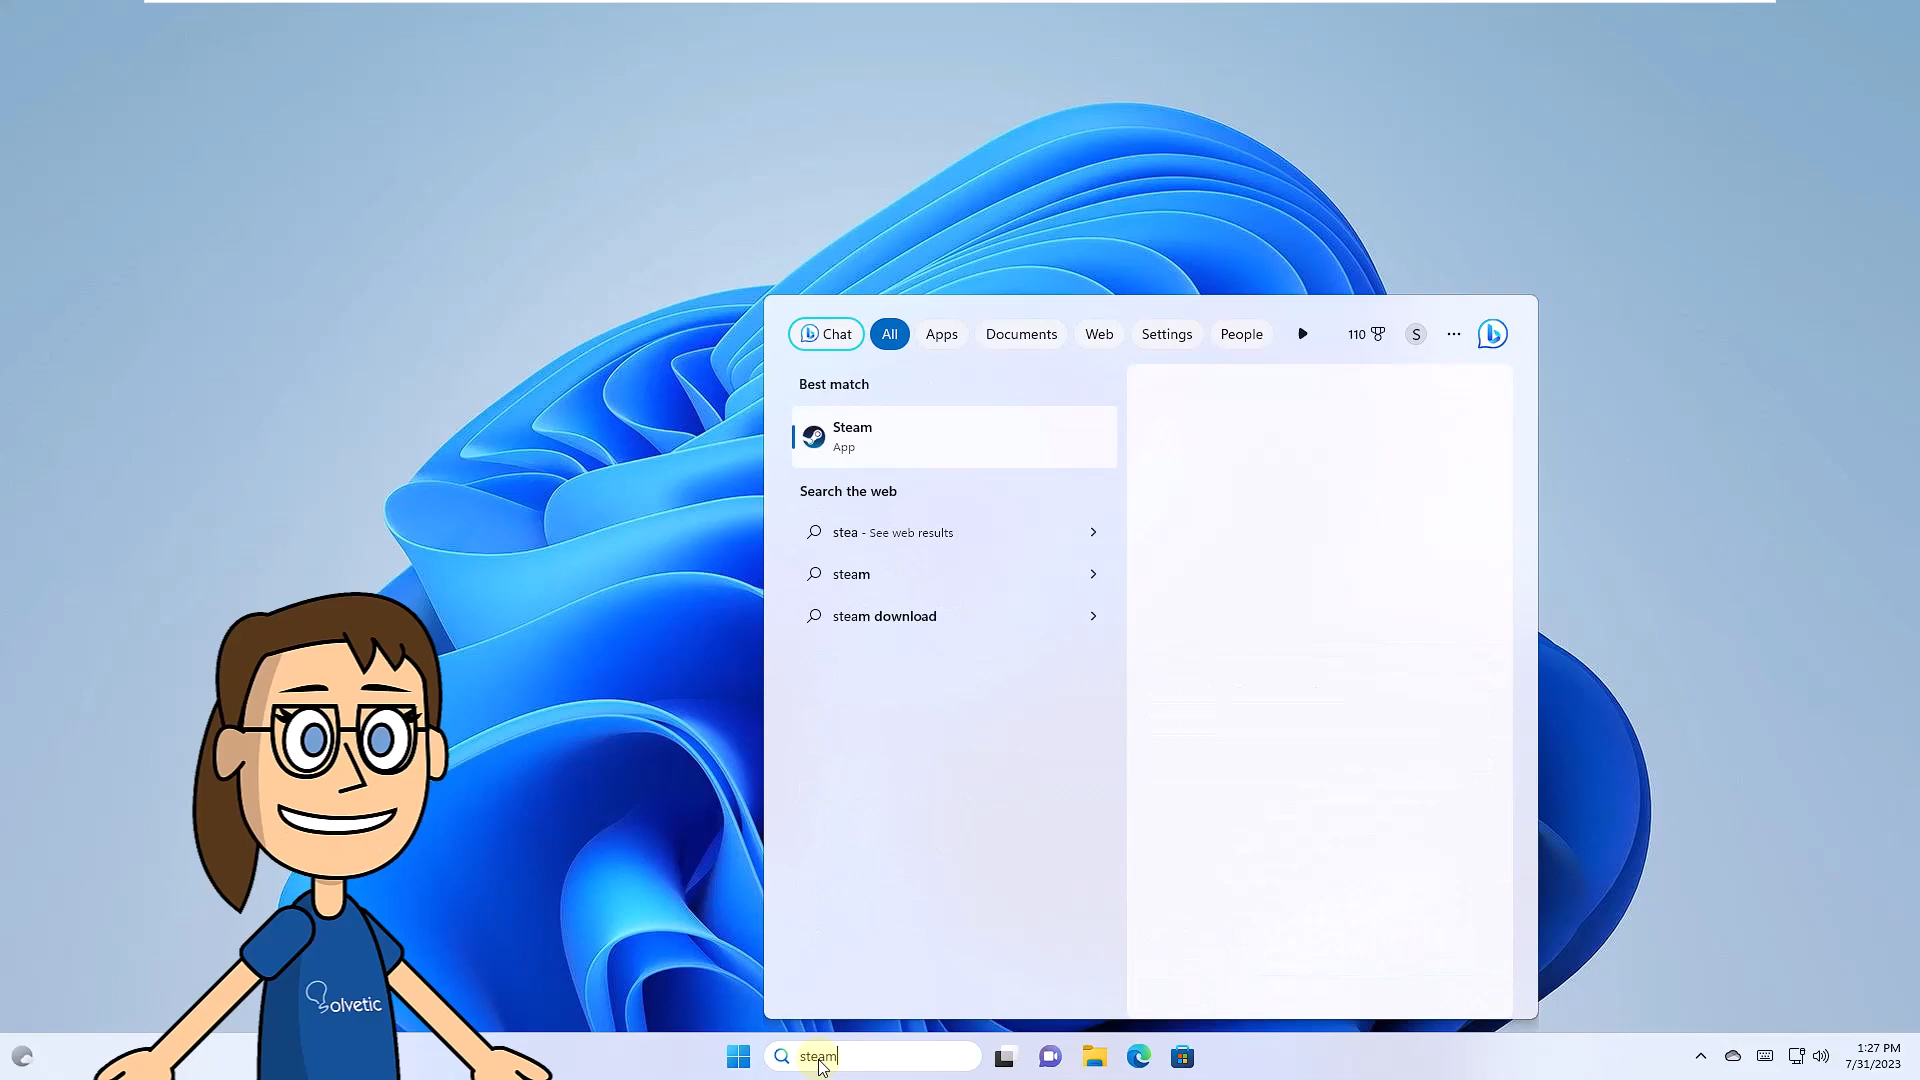 Chat
All
Apps
Documents
Web
Settings
People
110
S
Best match
Steam
App
Search the web
stea - See web results
steam
steam download
Solvetic
steam
1:27 PM
7/31/2023